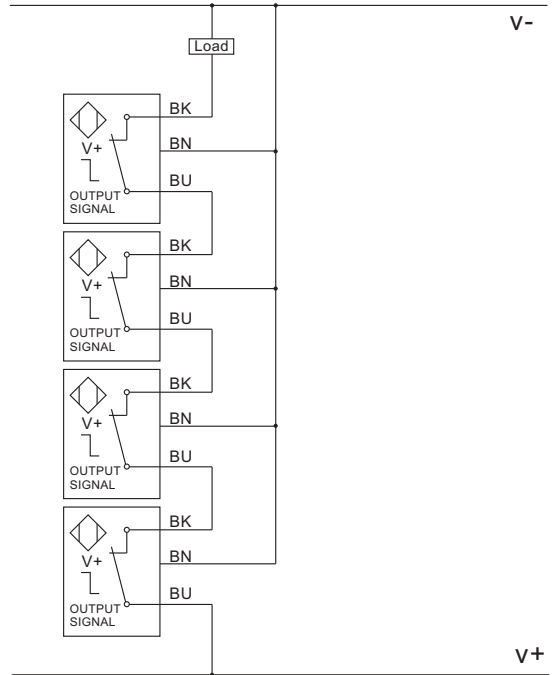 V-
Load
BK
BN
V+
BU
OUTPUT
SIGNAL
BK
BN
V+
BU
OUTPUT
SIGNAL
BK
BN
V+
BU
OUTPUT
SIGNAL
BK
BN
V+
BU
OUTPUT
SIGNAL
V+